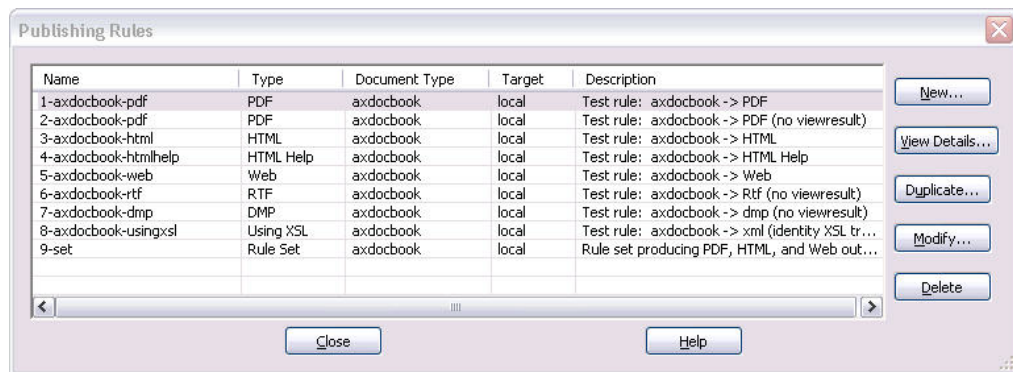 Publishing Rules
Name Type Document Type Target Description
1-axdocbook-pdf PDF axdocbook local Test rule: axdocbook -> PDF
2-axdocbook-pdf PDF axdocbook local Test rule: axdocbook -> PDF (no viewresult)
3-axdocbook-html HTML axdocbook local Test rule: axdocbook -> HTML
4-axdocbook-htmlhelp HTML Help axdocbook local Test rule: axdocbook -> HTML Help
5-axdocbook-web Web axdocbook local Test rule: axdocbook -> Web
6-axdocbook-rtf RTF axdocbook local Test rule: axdocbook -> Rtf (no viewresult)
7-axdocbook-dmp DMP axdocbook local Test rule: axdocbook -> dmp (no viewresult)
8-axdocbook-usingxsl Using XSL axdocbook local Test rule: axdocbook -> xml (identity XSL tr...
9-set Rule Set axdocbook local Rule set producing PDF, HTML, and Web out...
New...
View Details...
Duplicate...
Modify...
Delete
Close Help